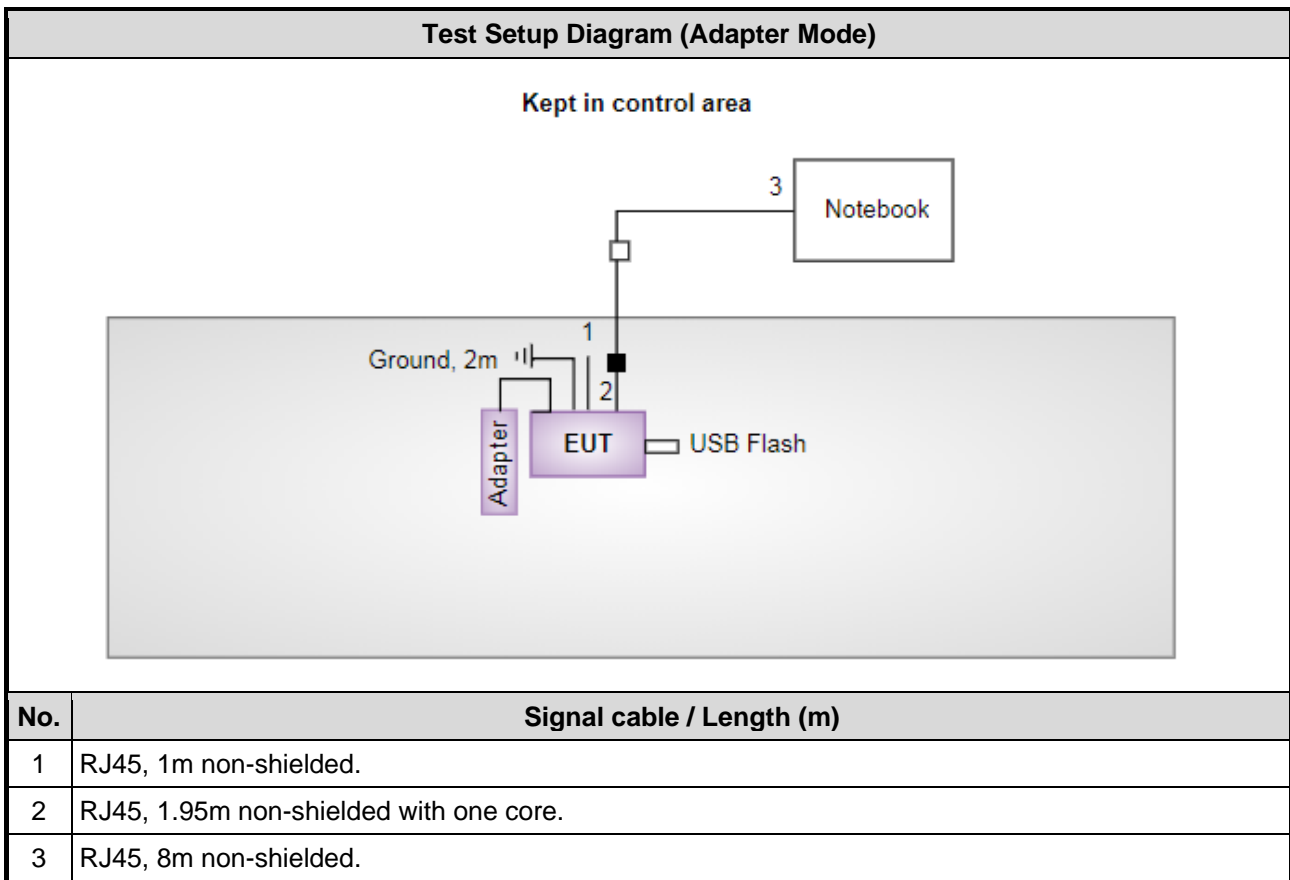 Test Setup Diagram (Adapter Mode)
Kept in control area
3
Notebook
1
Ground, 2m
2
Adapter
EUT
USB Flash
No. Signal cable / Length (m)
1 RJ45, 1m non-shielded.
2 RJ45, 1.95m non-shielded with one core.
3 RJ45, 8m non-shielded.